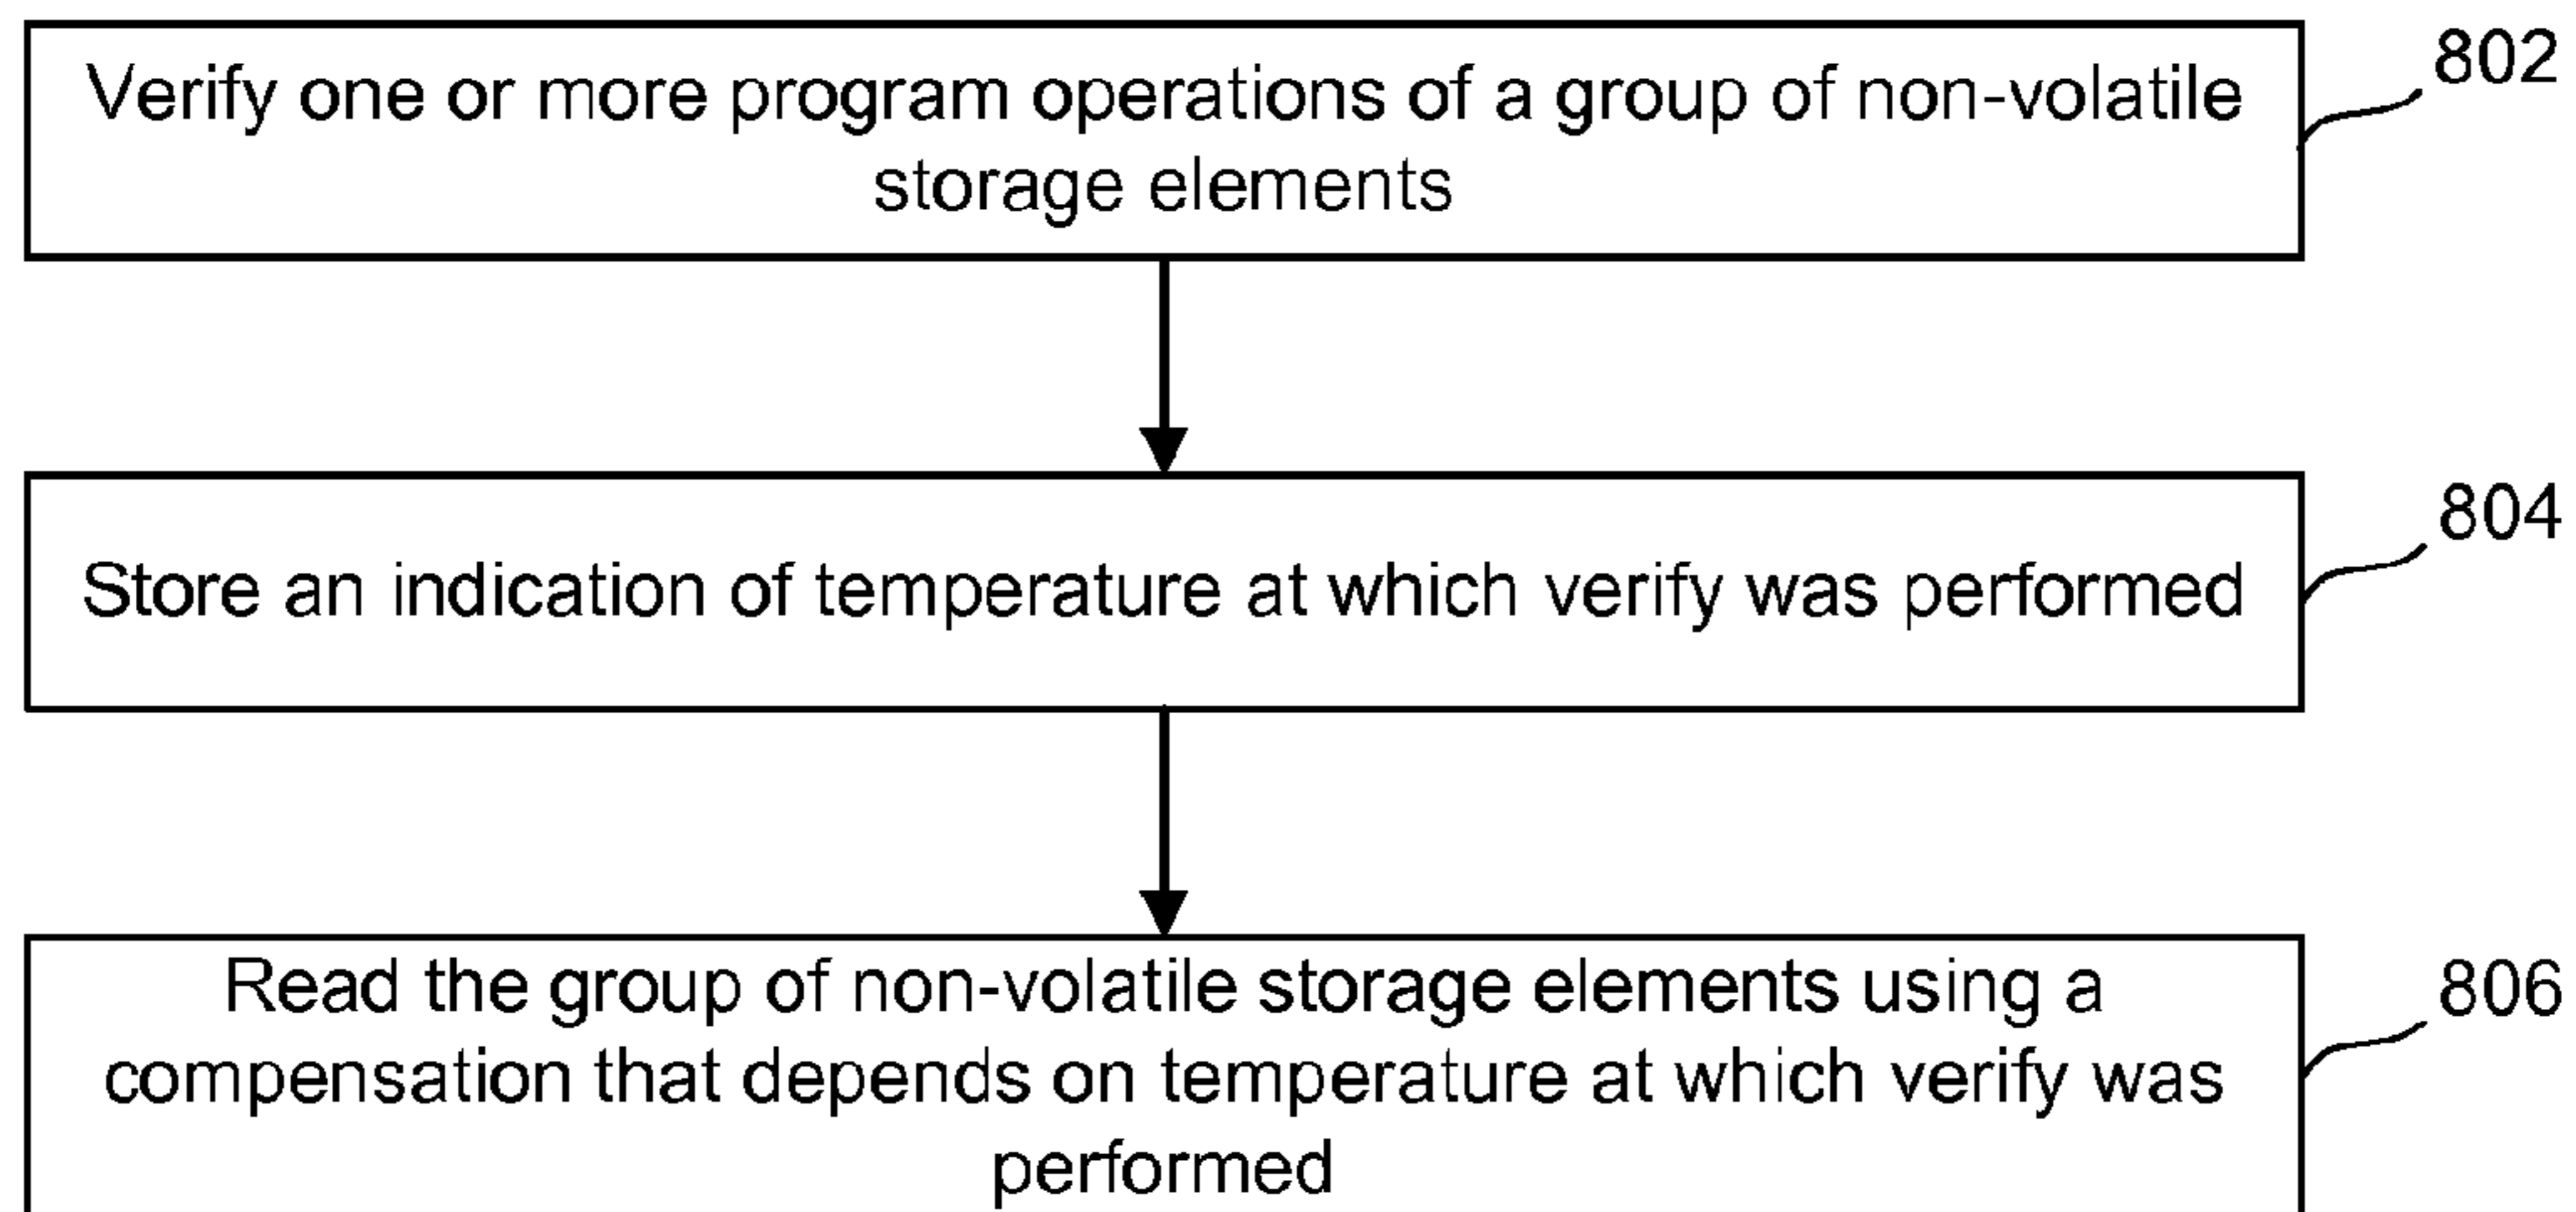 Verify one or more program operations of a group of non-volatile
storage elements
802
Store an indication of temperature at which verify was performed
804
Read the group of non-volatile storage elements using a
compensation that depends on temperature at which verify was
performed
806